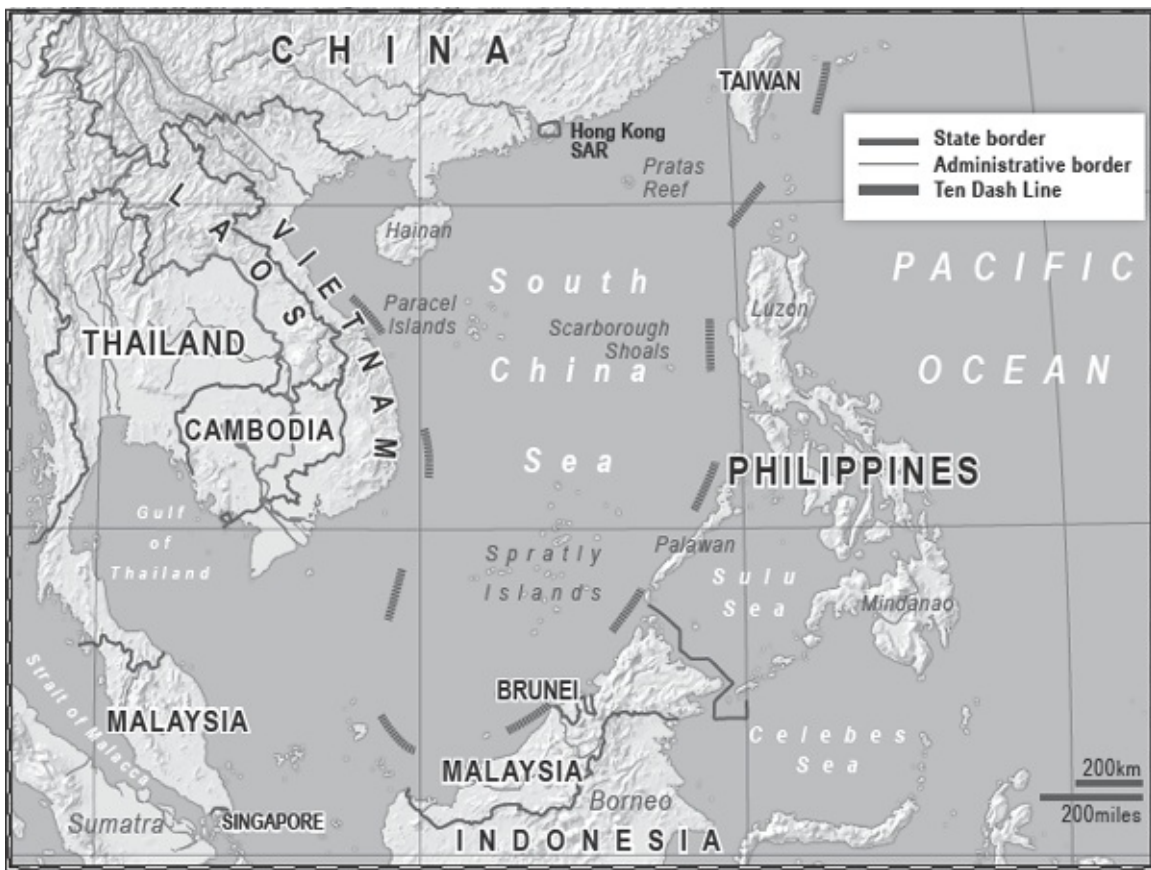 CHINA
TAIWAN
Hong Kong
SAR
State border
Administrative border
Ten Dash Line
Pratas
Reef
LAOS
VIETNAM
Hainan
South
China
Sea
PACIFIC
OCEAN
Paracel
Islands
Scarborough
Shoals
Luzon
THAILAND
CAMBODIA
PHILIPPINES
Gulf
of
Thailand
Spratly
Islands
Palawan
Sulu
Sea
Mindanao
Strait of Malacca
MALAYSIA
BRUNEI
MALAYSIA
Celebes
Sea
Borneo
Sumatra
SINGAPORE
INDONESIA
200km
200miles